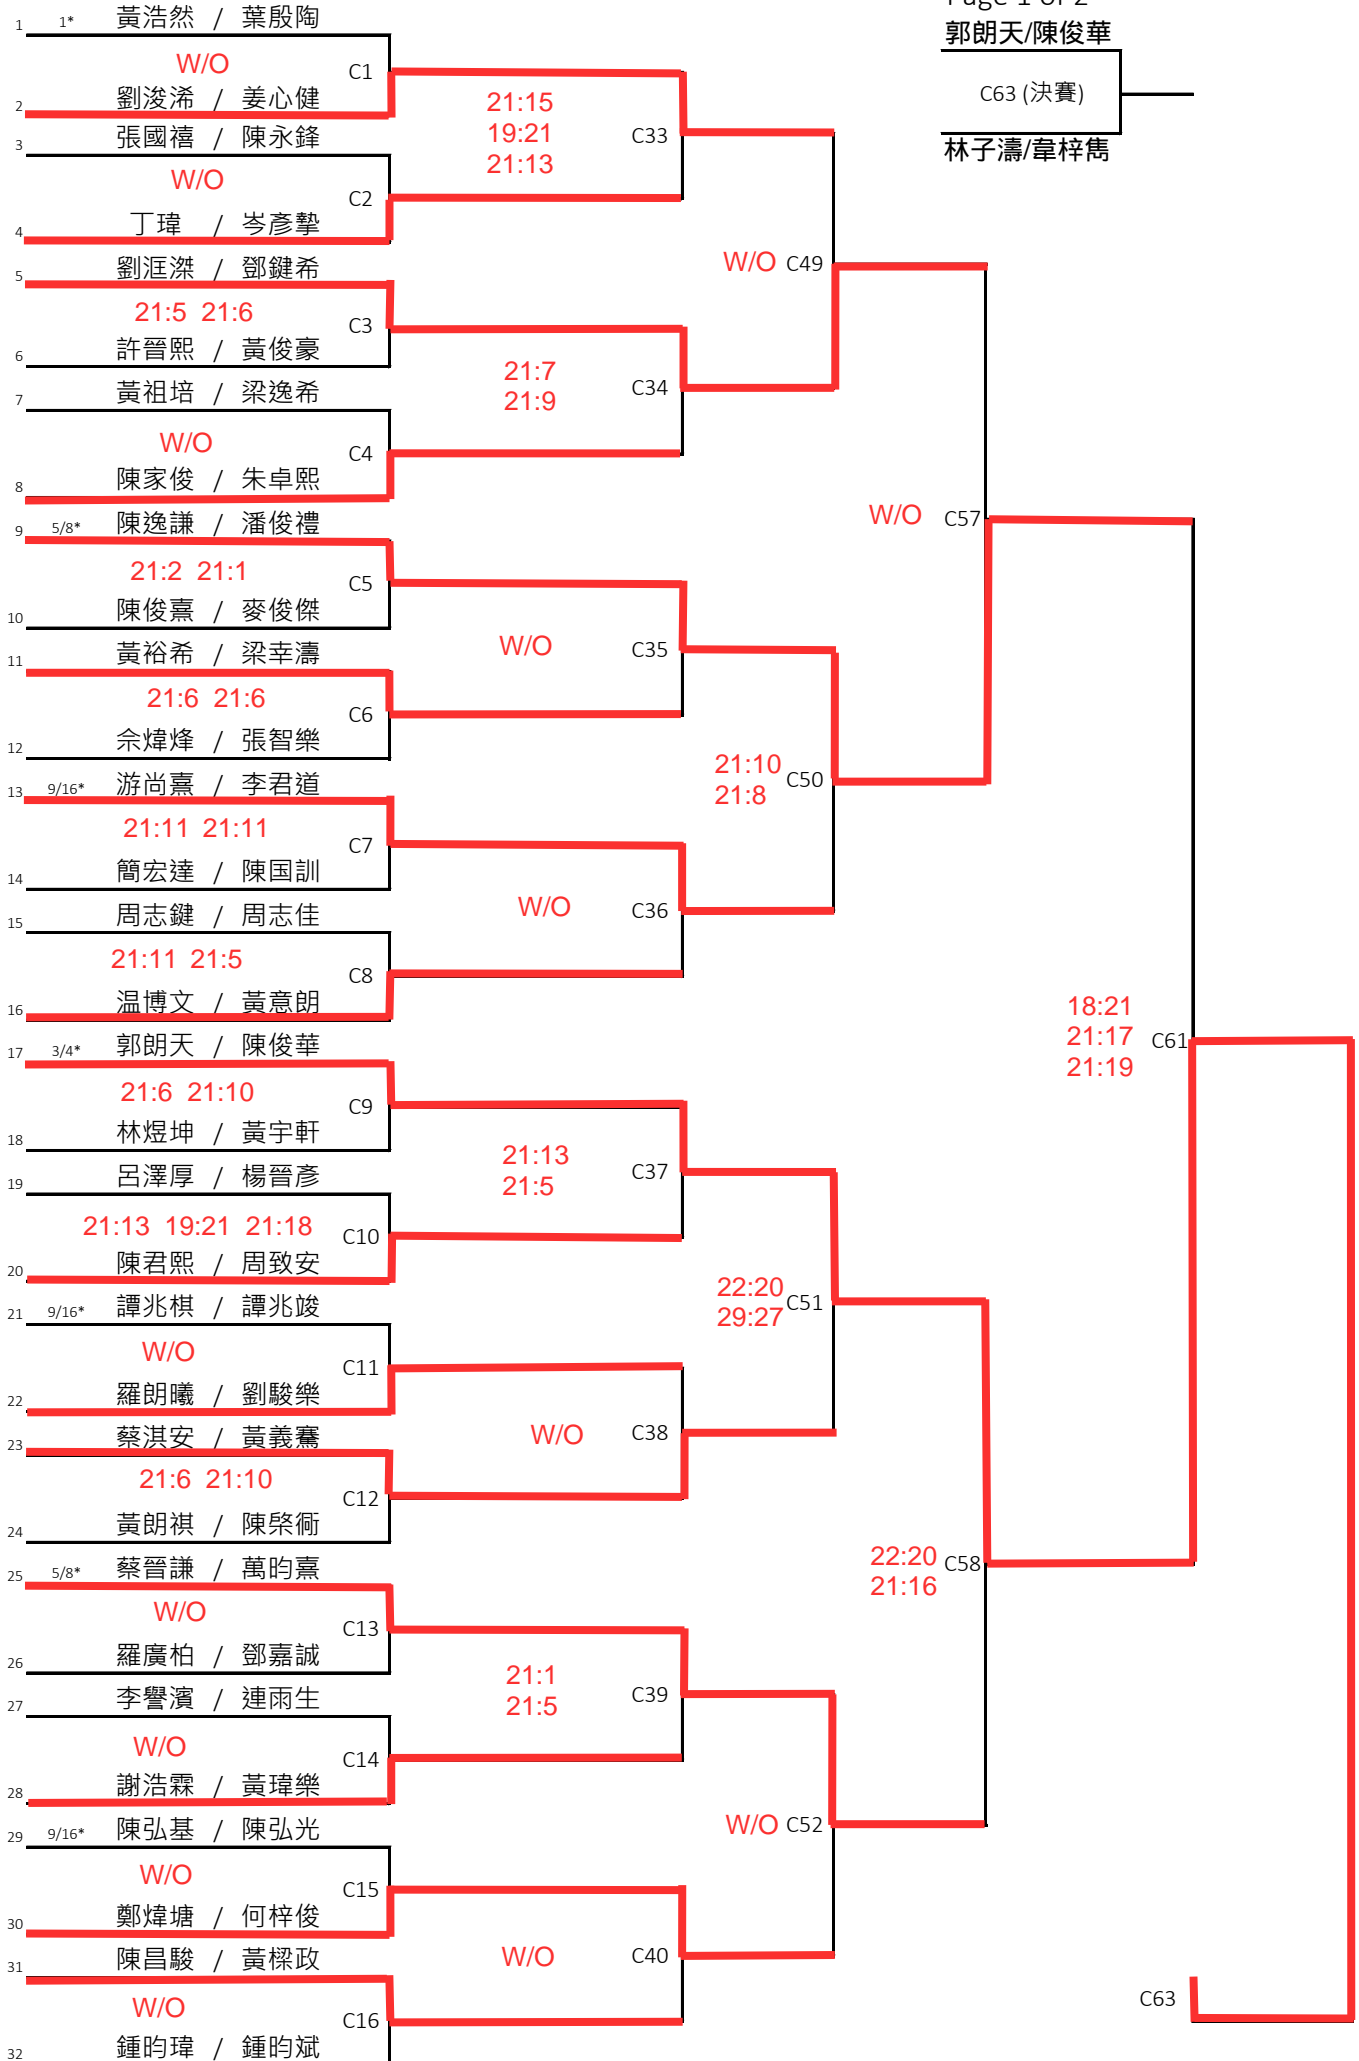 Page 1 of 2
郭朗天/陳俊華
C63 (決賽)
林子濤/韋梓雋
1 1* 黃浩然 / 葉殷陶
W/O
C1
2 劉浚浠 / 姜心健
21:15
19:21
21:13
C33
3 張國禧 / 陳永鋒
W/O
C2
4 丁瑋 / 岑彥摯
W/O C49
5 劉洭滐 / 鄧鍵希
21:5 21:6
C3
6 許晉熙 / 黃俊豪
21:7
21:9
C34
7 黃祖培 / 梁逸希
W/O
C4
8 陳家俊 / 朱卓熙
W/O C57
9 5/8* 陳逸謙 / 潘俊禮
21:2 21:1
C5
10 陳俊熹 / 麥俊傑
W/O
C35
11 黃裕希 / 梁幸濤
21:6 21:6
C6
12 佘煒烽 / 張智樂
21:10
21:8
C50
13 9/16* 游尚熹 / 李君道
21:11 21:11
C7
14 簡宏達 / 陳国訓
W/O
C36
15 周志鍵 / 周志佳
21:11 21:5
C8
16 温博文 / 黃意朗
18:21
21:17
21:19
C61
17 3/4* 郭朗天 / 陳俊華
21:6 21:10
C9
18 林煜坤 / 黃宇軒
21:13
21:5
C37
19 呂澤厚 / 楊晉彥
21:13 19:21 21:18
C10
20 陳君熙 / 周致安
22:20
29:27
C51
21 9/16* 譚兆棋 / 譚兆竣
W/O
C11
22 羅朗曦 / 劉駿樂
W/O
C38
23 蔡淇安 / 黃義騫
21:6 21:10
C12
24 黃朗祺 / 陳棨衕
22:20
21:16
C58
25 5/8* 蔡晉謙 / 萬昀熹
W/O
C13
26 羅廣柏 / 鄧嘉誠
21:1
21:5
C39
27 李譽濱 / 連雨生
W/O
C14
28 謝浩霖 / 黃瑋樂
W/O C52
29 9/16* 陳弘基 / 陳弘光
W/O
C15
30 鄭煒塘 / 何梓俊
W/O
C40
31 陳昌駿 / 黃樑政
W/O
C16
C63
32 鍾昀瑋 / 鍾昀斌